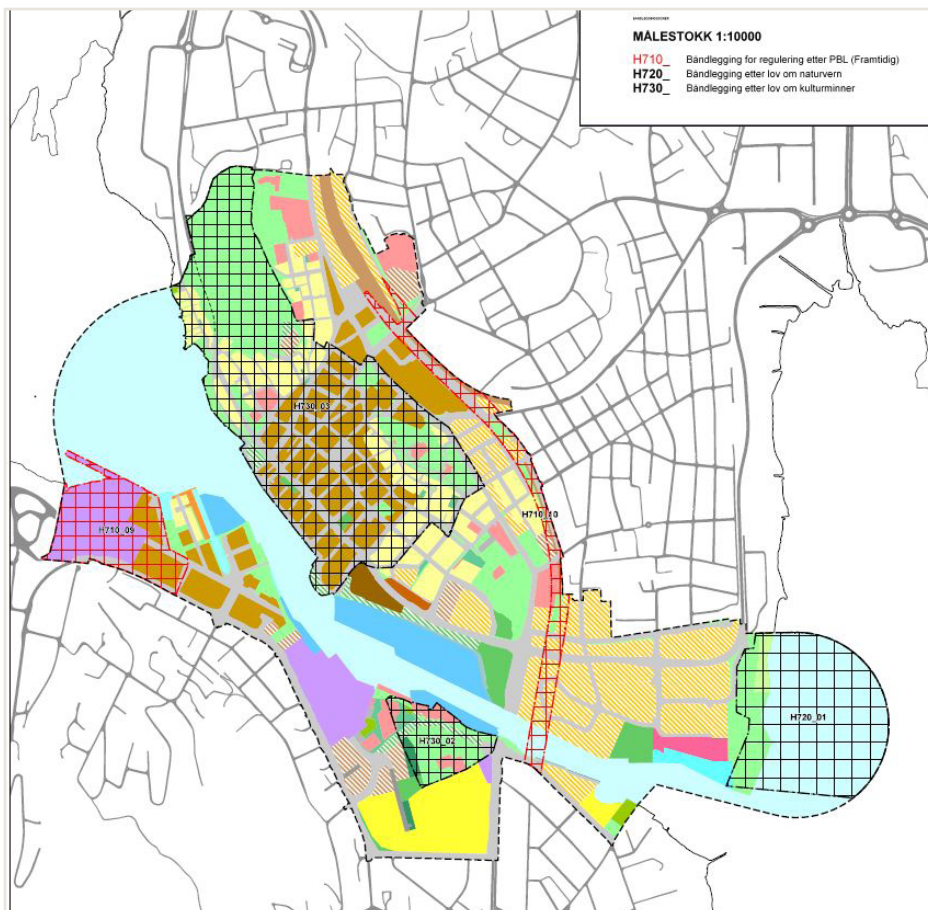 BÅNDLEGGINGSSONER
MÅLESTOKK 1:10000
H710_ Båndlegging for regulering etter PBL (Framtidig)
H720_ Båndlegging etter lov om naturvern
H730_ Båndlegging etter lov om kulturminner
H730_03
H710_09
H710_10
H720_01
H730_02